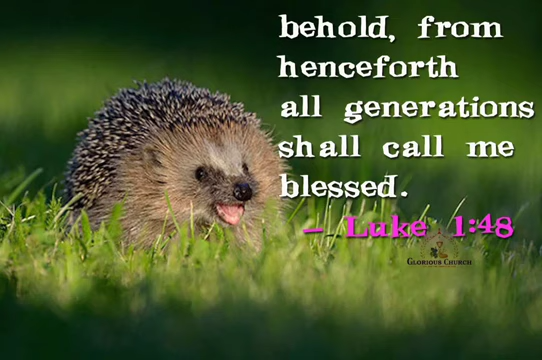 behold, from
henceforth
all generations
shall call me
blessed.
– Luke 1:48
Glorious Church